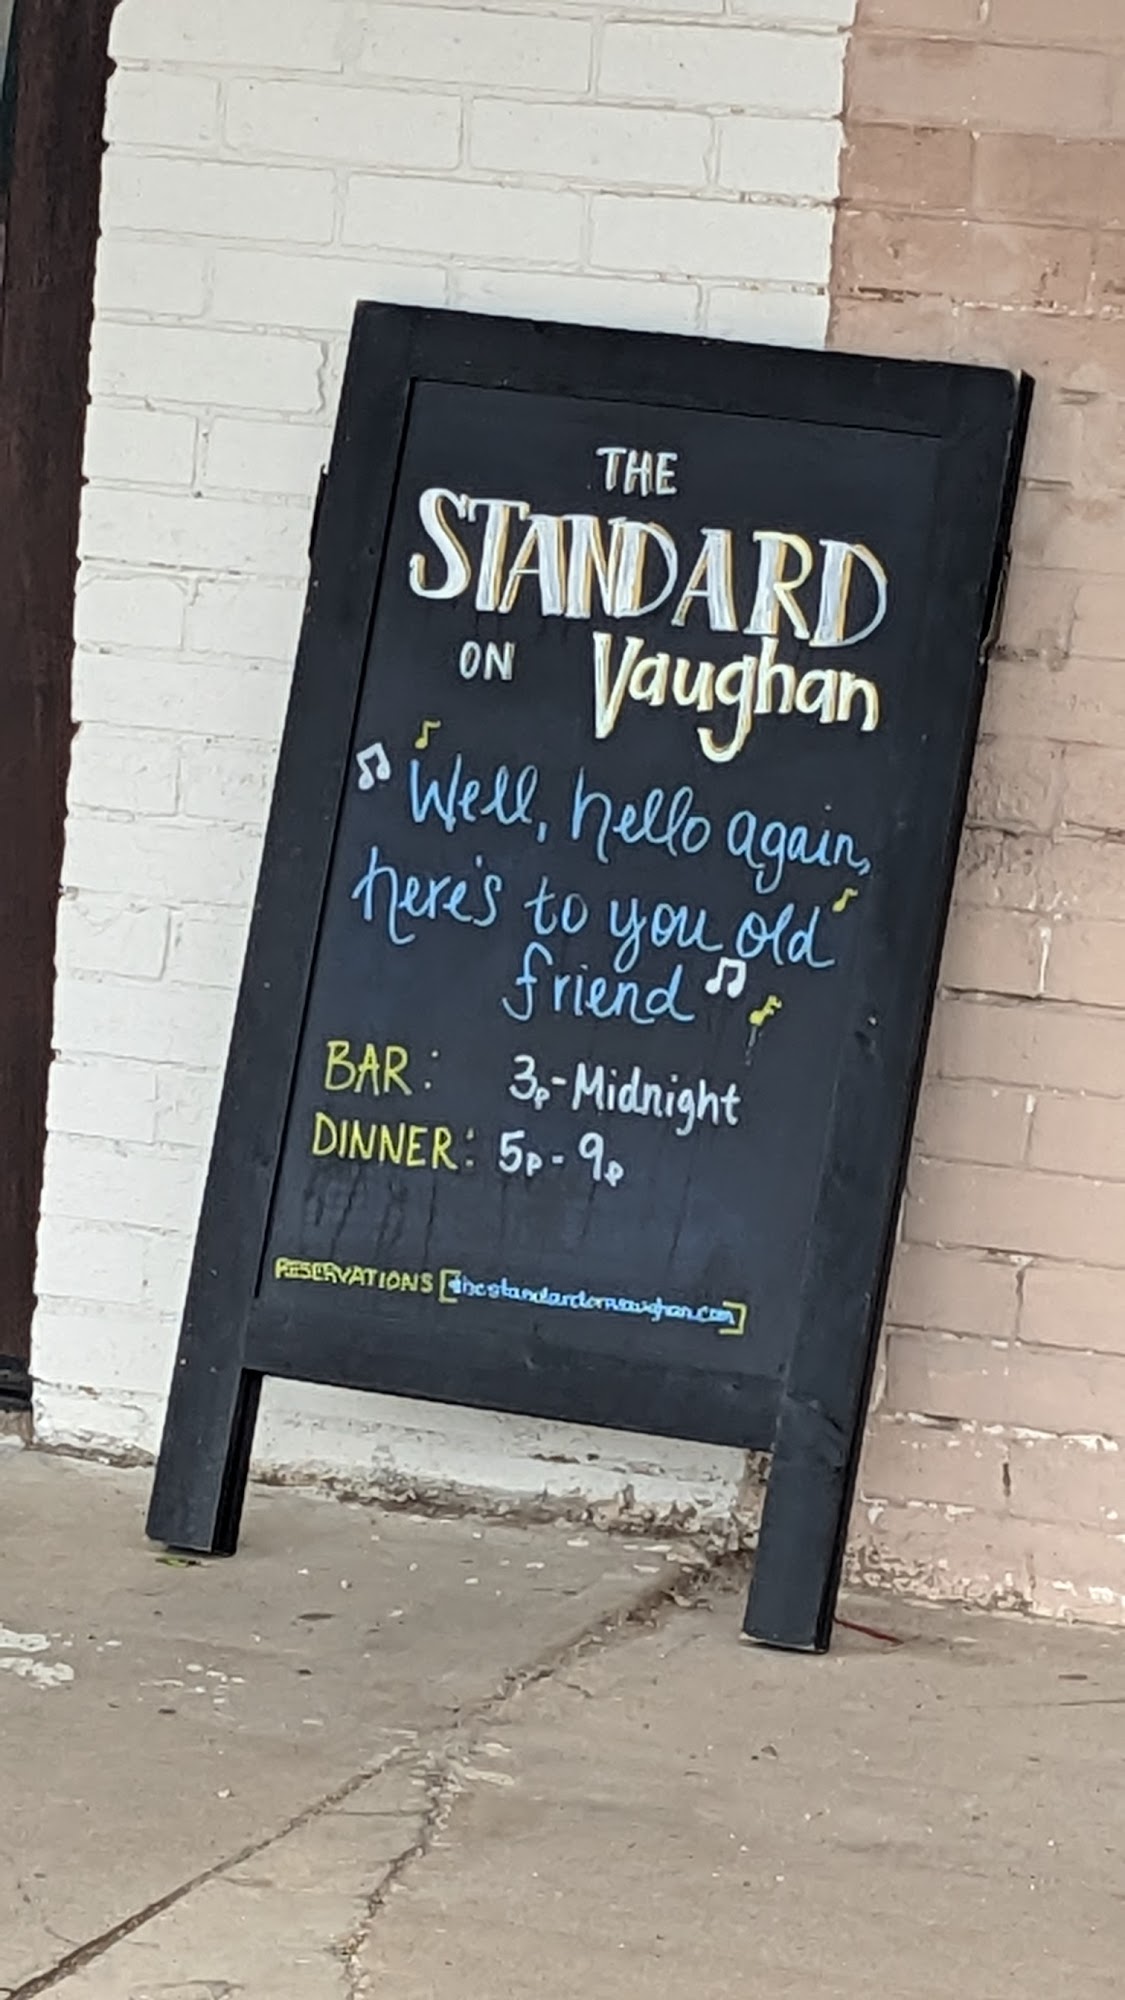 THE
STANDARD
ON Vaughan
Well, hello again,
here's to you old
friend
BAR: 3p-Midnight
DINNER: 5p-9p
RESERVATIONS [thestandardonvaughan.com]